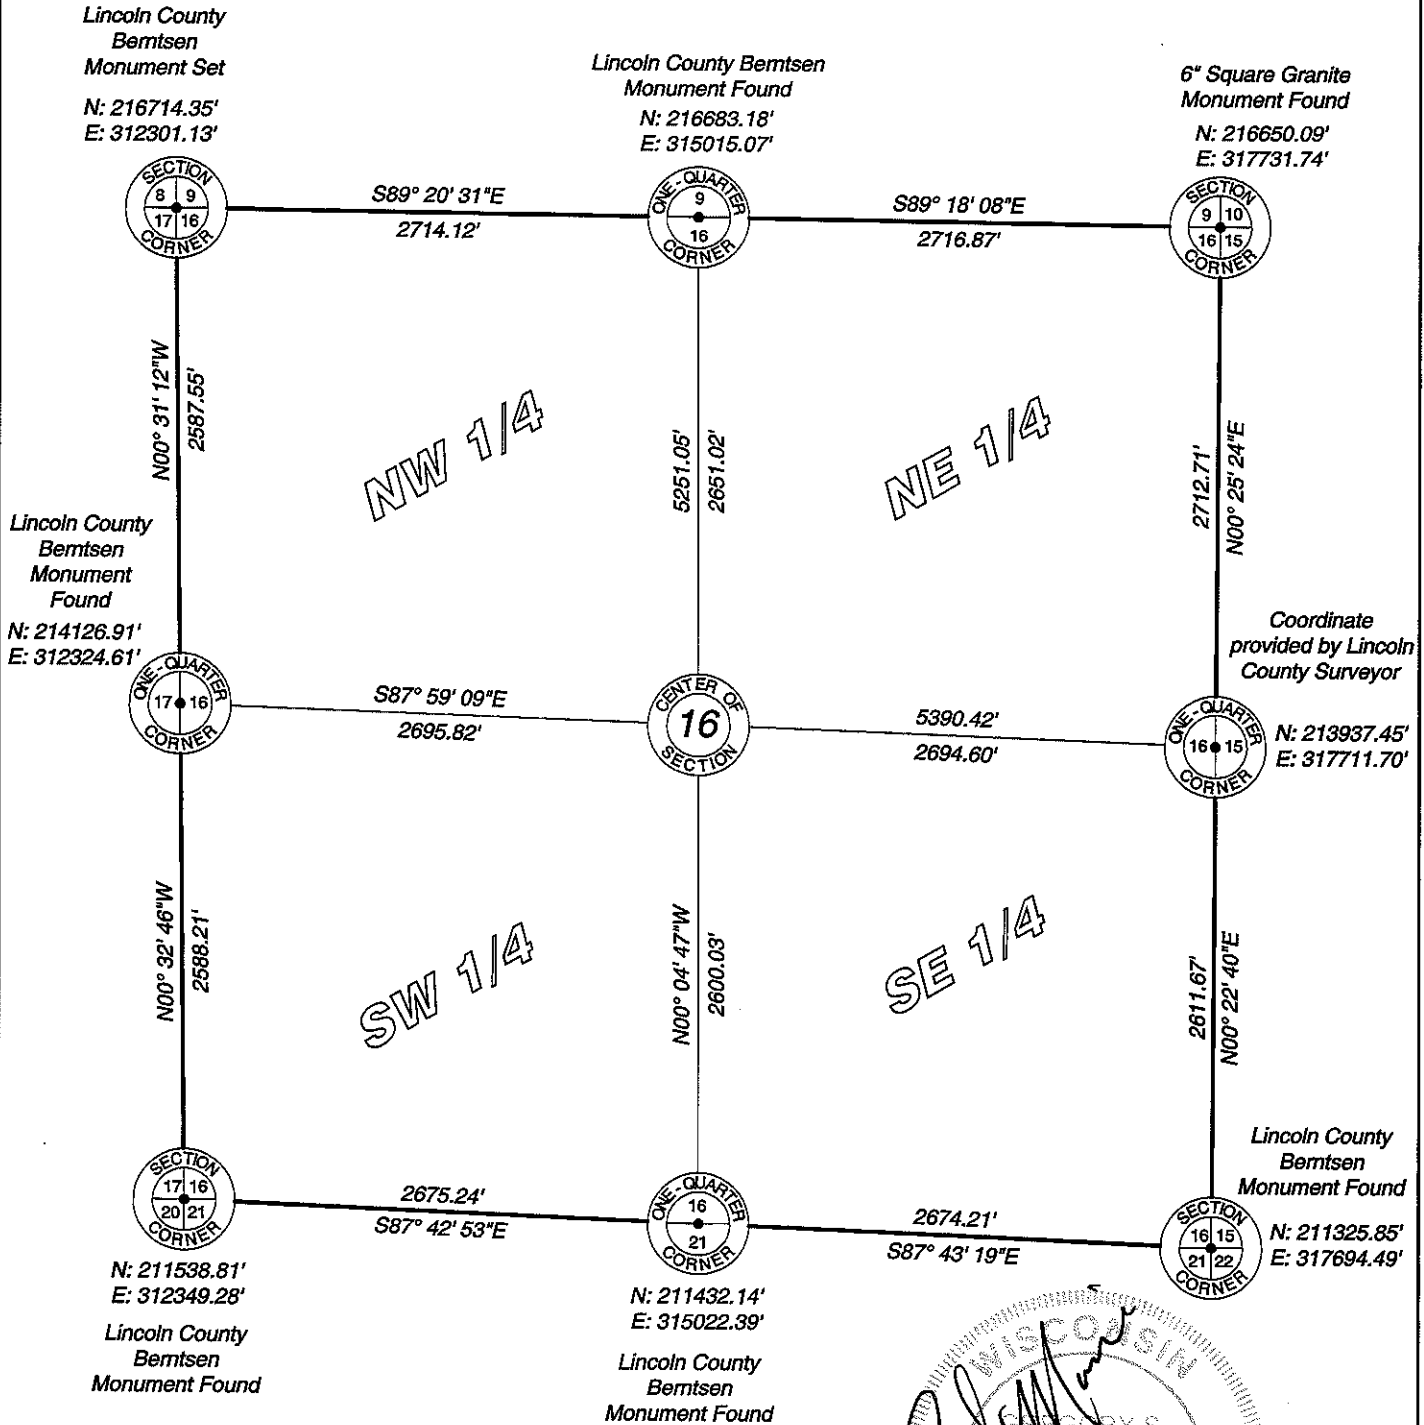 Lincoln County
Berntsen
Monument Set
N: 216714.35'
E: 312301.13'
Lincoln County Berntsen
Monument Found
N: 216683.18'
E: 315015.07'
6" Square Granite
Monument Found
N: 216650.09'
E: 317731.74'
SECTION
8 9
17 16
CORNER
S89° 20' 31"E
2714.12'
ONE-QUARTER
9
16
CORNER
S89° 18' 08"E
2716.87'
SECTION
9 10
16 15
CORNER
N00° 31' 12"W
2587.55'
NW 1/4
5251.05'
2651.02'
NE 1/4
2712.71'
N00° 25' 24"E
Lincoln County
Berntsen
Monument
Found
N: 214126.91'
E: 312324.61'
ONE-QUARTER
17 16
CORNER
S87° 59' 09"E
2695.82'
CENTER OF
16
SECTION
5390.42'
2694.60'
Coordinate
provided by Lincoln
County Surveyor
ONE-QUARTER
16 15
CORNER
N: 213937.45'
E: 317711.70'
N00° 32' 46"W
2588.21'
SW 1/4
N00° 04' 47"W
2600.03'
SE 1/4
2611.67'
N00° 22' 40"E
SECTION
17 16
20 21
CORNER
2675.24'
S87° 42' 53"E
ONE-QUARTER
16
21
CORNER
2674.21'
S87° 43' 19"E
SECTION
16 15
21 22
CORNER
Lincoln County
Berntsen
Monument Found
N: 211325.85'
E: 317694.49'
N: 211538.81'
E: 312349.28'
Lincoln County
Berntsen
Monument Found
N: 211432.14'
E: 315022.39'
Lincoln County
Berntsen
Monument Found
WISCONSIN